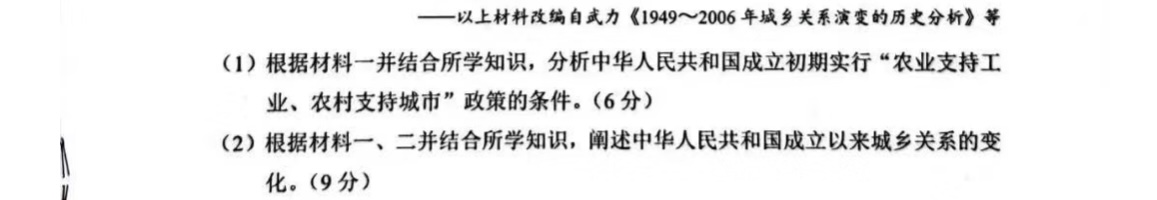 ——以上材料改编自武力《1949～2006年城乡关系演变的历史分析》等
（1）根据材料一并结合所学知识，分析中华人民共和国成立初期实行“农业支持工
业、农村支持城市”政策的条件。（6分）
（2）根据材料一、二并结合所学知识，阐述中华人民共和国成立以来城乡关系的变
化。（9分）